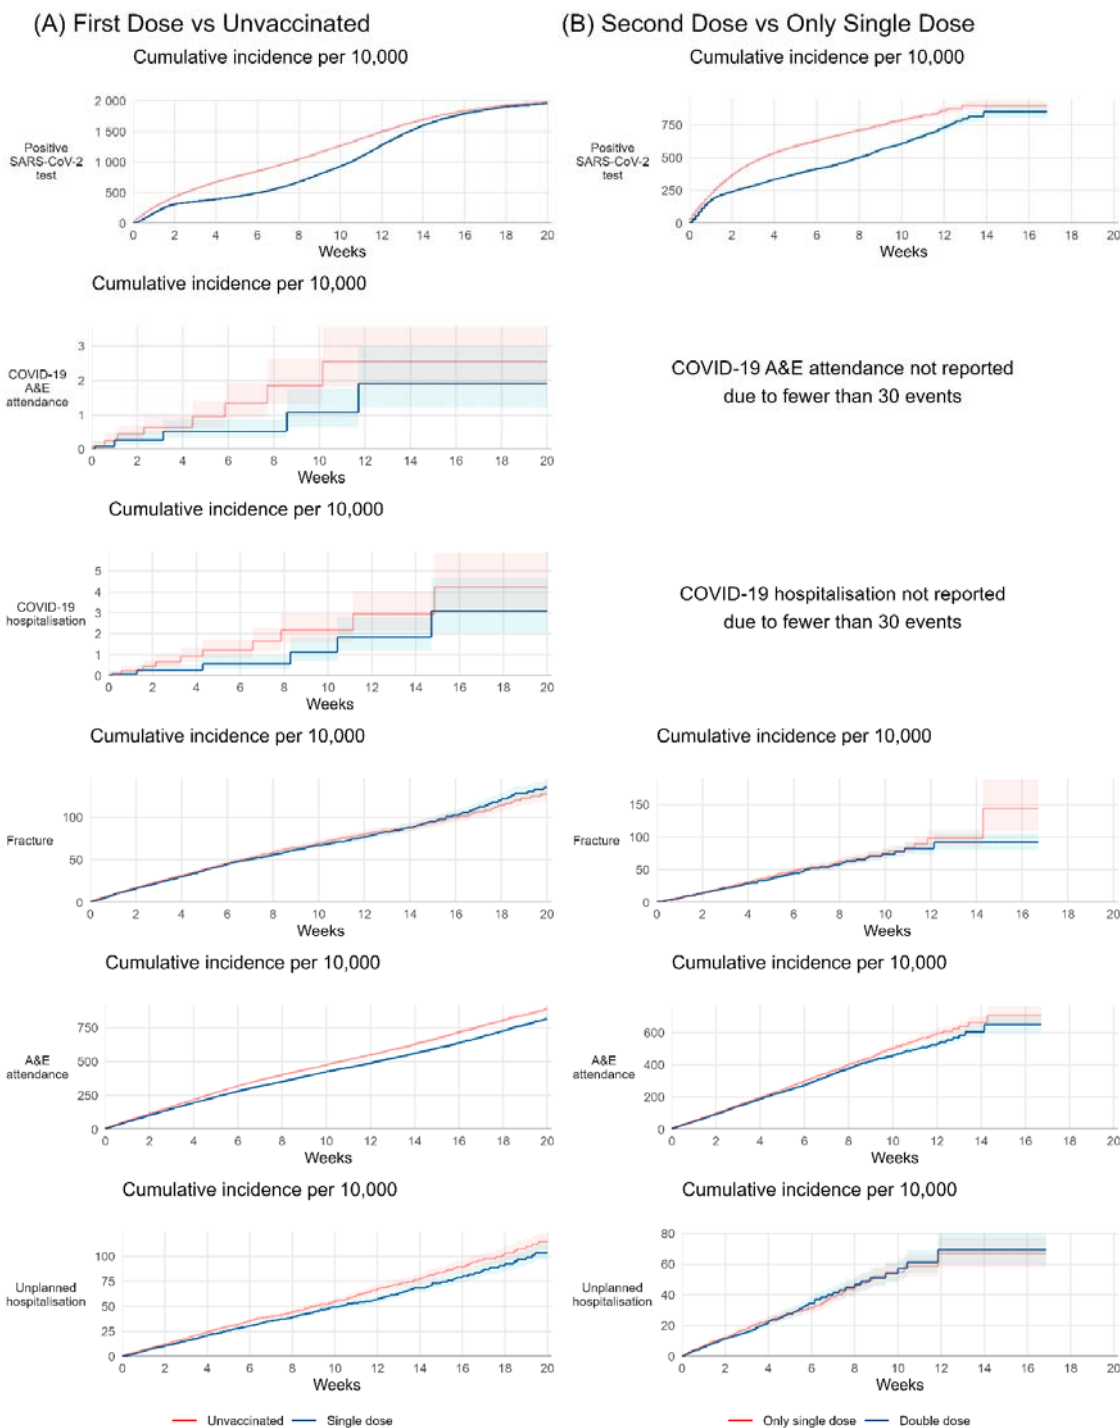 (A) First Dose vs Unvaccinated
(B) Second Dose vs Only Single Dose
Cumulative incidence per 10,000
Cumulative incidence per 10,000
Positive
SARS-CoV-2
test
2 000
1 500
1 000
500
0
0 2 4 6 8 10 12 14 16 18 20
Weeks
Positive
SARS-CoV-2
test
750
500
250
0
0 2 4 6 8 10 12 14 16 18 20
Weeks
Cumulative incidence per 10,000
COVID-19
A&E
attendance
3
2
1
0
0 2 4 6 8 10 12 14 16 18 20
Weeks
COVID-19 A&E attendance not reported
due to fewer than 30 events
Cumulative incidence per 10,000
COVID-19
hospitalisation
5
4
3
2
1
0
0 2 4 6 8 10 12 14 16 18 20
Weeks
COVID-19 hospitalisation not reported
due to fewer than 30 events
Cumulative incidence per 10,000
Cumulative incidence per 10,000
Fracture
100
50
0
0 2 4 6 8 10 12 14 16 18 20
Weeks
Fracture
150
100
50
0
0 2 4 6 8 10 12 14 16 18 20
Weeks
Cumulative incidence per 10,000
Cumulative incidence per 10,000
A&E
attendance
750
500
250
0
0 2 4 6 8 10 12 14 16 18 20
Weeks
A&E
attendance
600
400
200
0
0 2 4 6 8 10 12 14 16 18 20
Weeks
Cumulative incidence per 10,000
Cumulative incidence per 10,000
Unplanned
hospitalisation
100
75
50
25
0
0 2 4 6 8 10 12 14 16 18 20
Weeks
Unplanned
hospitalisation
80
60
40
20
0
0 2 4 6 8 10 12 14 16 18 20
Weeks
Unvaccinated Single dose
Only single dose Double dose